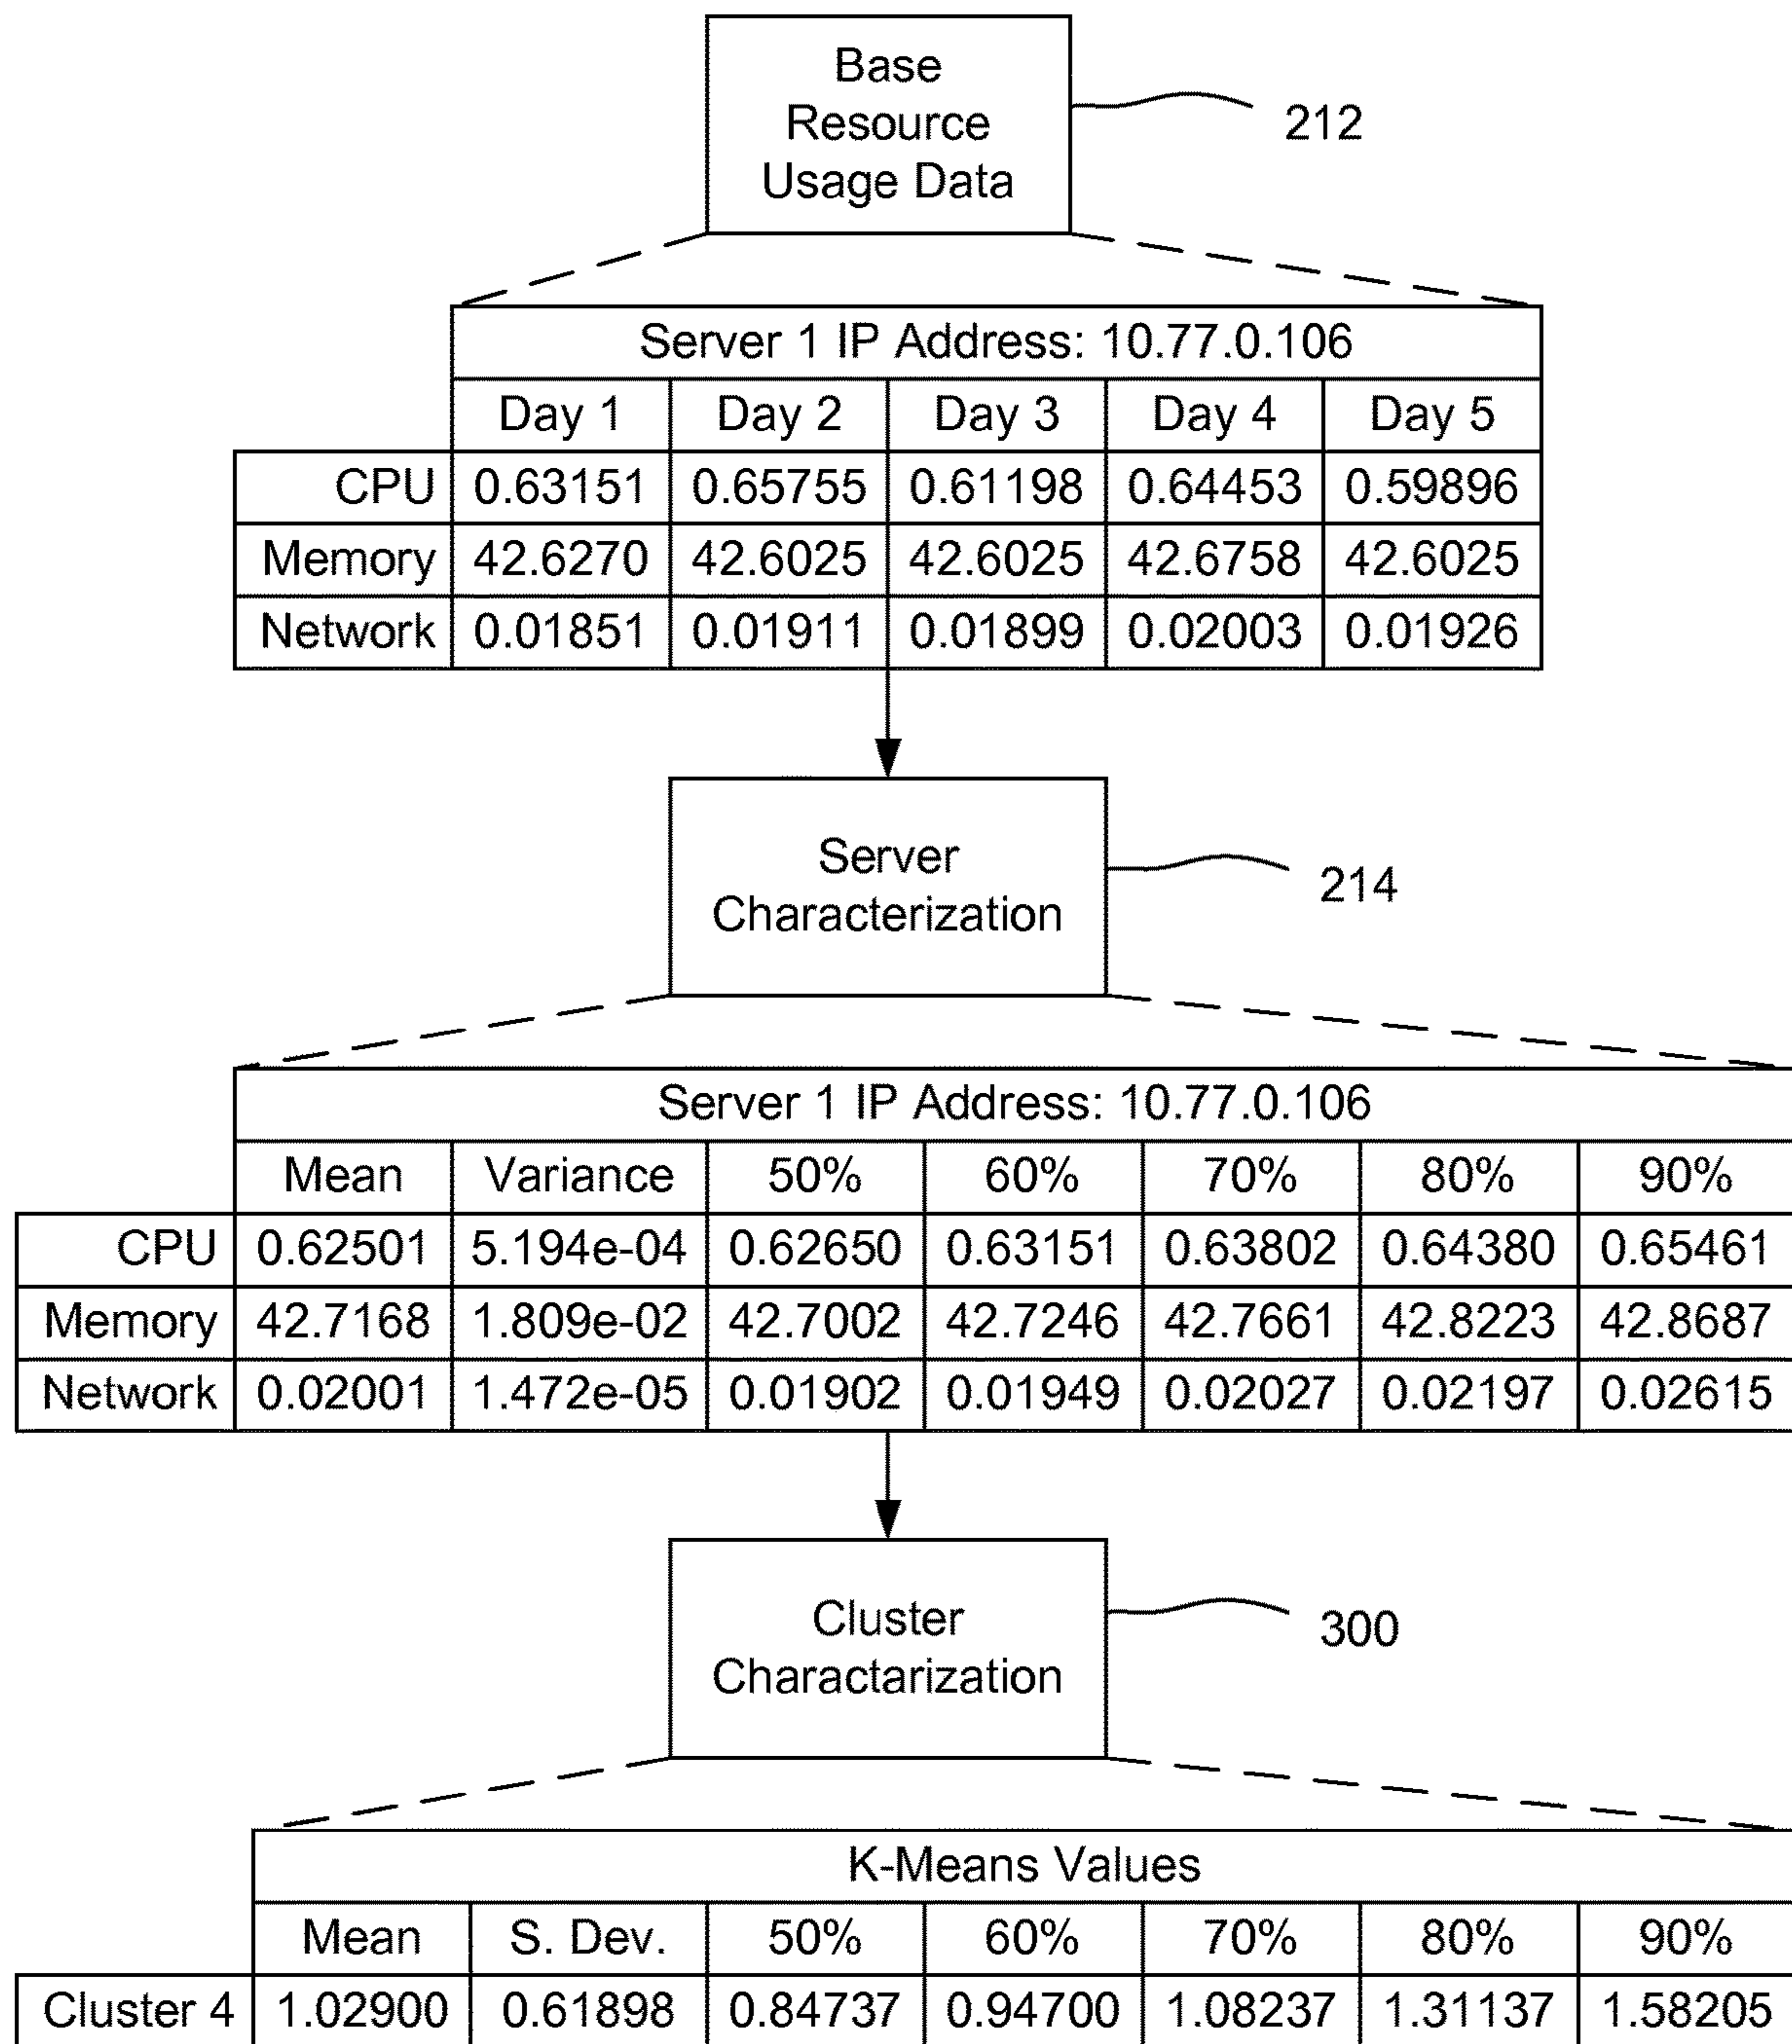 Base
Resource
Usage Data
212
Server 1 IP Address: 10.77.0.106
Day 1 Day 2 Day 3 Day 4 Day 5
CPU 0.63151 0.65755 0.61198 0.64453 0.59896
Memory 42.6270 42.6025 42.6025 42.6758 42.6025
Network 0.01851 0.01911 0.01899 0.02003 0.01926
Server
Characterization
214
Server 1 IP Address: 10.77.0.106
Mean Variance 50% 60% 70% 80% 90%
CPU 0.62501 5.194e-04 0.62650 0.63151 0.63802 0.64380 0.65461
Memory 42.7168 1.809e-02 42.7002 42.7246 42.7661 42.8223 42.8687
Network 0.02001 1.472e-05 0.01902 0.01949 0.02027 0.02197 0.02615
Cluster
Charactarization
300
K-Means Values
Mean S. Dev. 50% 60% 70% 80% 90%
Cluster 4 1.02900 0.61898 0.84737 0.94700 1.08237 1.31137 1.58205